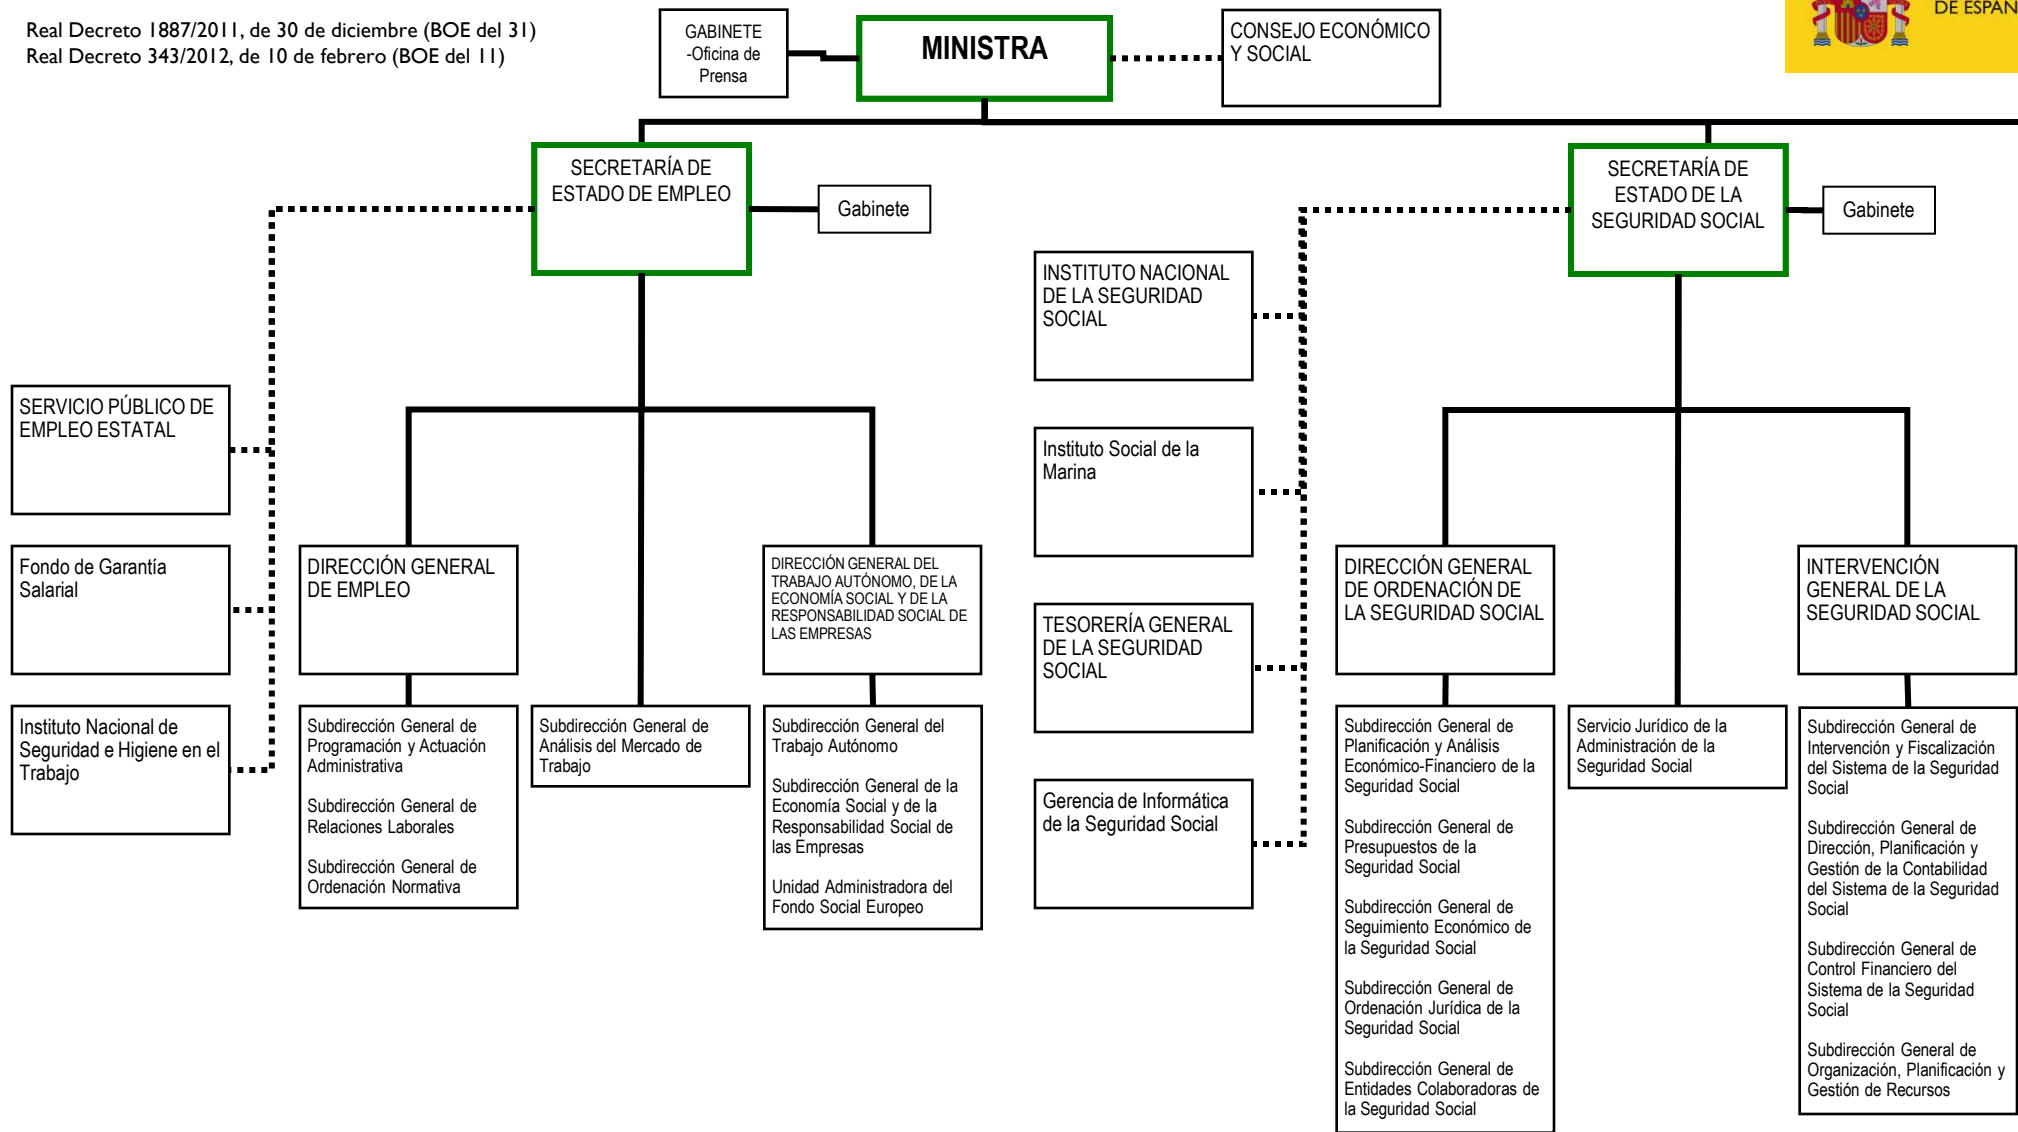 Real Decreto 1887/2011, de 30 de diciembre (BOE del 31)
Real Decreto 343/2012, de 10 de febrero (BOE del 11)
GABINETE
-Oficina de
Prensa
MINISTRA
CONSEJO ECONÓMICO
Y SOCIAL
SECRETARÍA DE
ESTADO DE EMPLEO
Gabinete
SECRETARÍA DE
ESTADO DE LA
SEGURIDAD SOCIAL
Gabinete
SERVICIO PÚBLICO DE
EMPLEO ESTATAL
Fondo de Garantía
Salarial
Instituto Nacional de
Seguridad e Higiene en el
Trabajo
DIRECCIÓN GENERAL
DE EMPLEO
Subdirección General de
Programación y Actuación
Administrativa
Subdirección General de
Relaciones Laborales
Subdirección General de
Ordenación Normativa
Subdirección General de
Análisis del Mercado de
Trabajo
DIRECCIÓN GENERAL DEL
TRABAJO AUTÓNOMO, DE LA
ECONOMÍA SOCIAL Y DE LA
RESPONSABILIDAD SOCIAL DE
LAS EMPRESAS
Subdirección General del
Trabajo Autónomo
Subdirección General de la
Economía Social y de la
Responsabilidad Social de
las Empresas
Unidad Administradora del
Fondo Social Europeo
INSTITUTO NACIONAL
DE LA SEGURIDAD
SOCIAL
Instituto Social de la
Marina
TESORERÍA GENERAL
DE LA SEGURIDAD
SOCIAL
Gerencia de Informática
de la Seguridad Social
DIRECCIÓN GENERAL
DE ORDENACIÓN DE
LA SEGURIDAD SOCIAL
Subdirección General de
Planificación y Análisis
Económico-Financiero de la
Seguridad Social
Subdirección General de
Presupuestos de la
Seguridad Social
Subdirección General de
Seguimiento Económico de
la Seguridad Social
Subdirección General de
Ordenación Jurídica de la
Seguridad Social
Subdirección General de
Entidades Colaboradoras de
la Seguridad Social
Servicio Jurídico de la
Administración de la
Seguridad Social
INTERVENCIÓN
GENERAL DE LA
SEGURIDAD SOCIAL
Subdirección General de
Intervención y Fiscalización
del Sistema de la Seguridad
Social
Subdirección General de
Dirección, Planificación y
Gestión de la Contabilidad
del Sistema de la Seguridad
Social
Subdirección General de
Control Financiero del
Sistema de la Seguridad
Social
Subdirección General de
Organización, Planificación y
Gestión de Recursos
DE